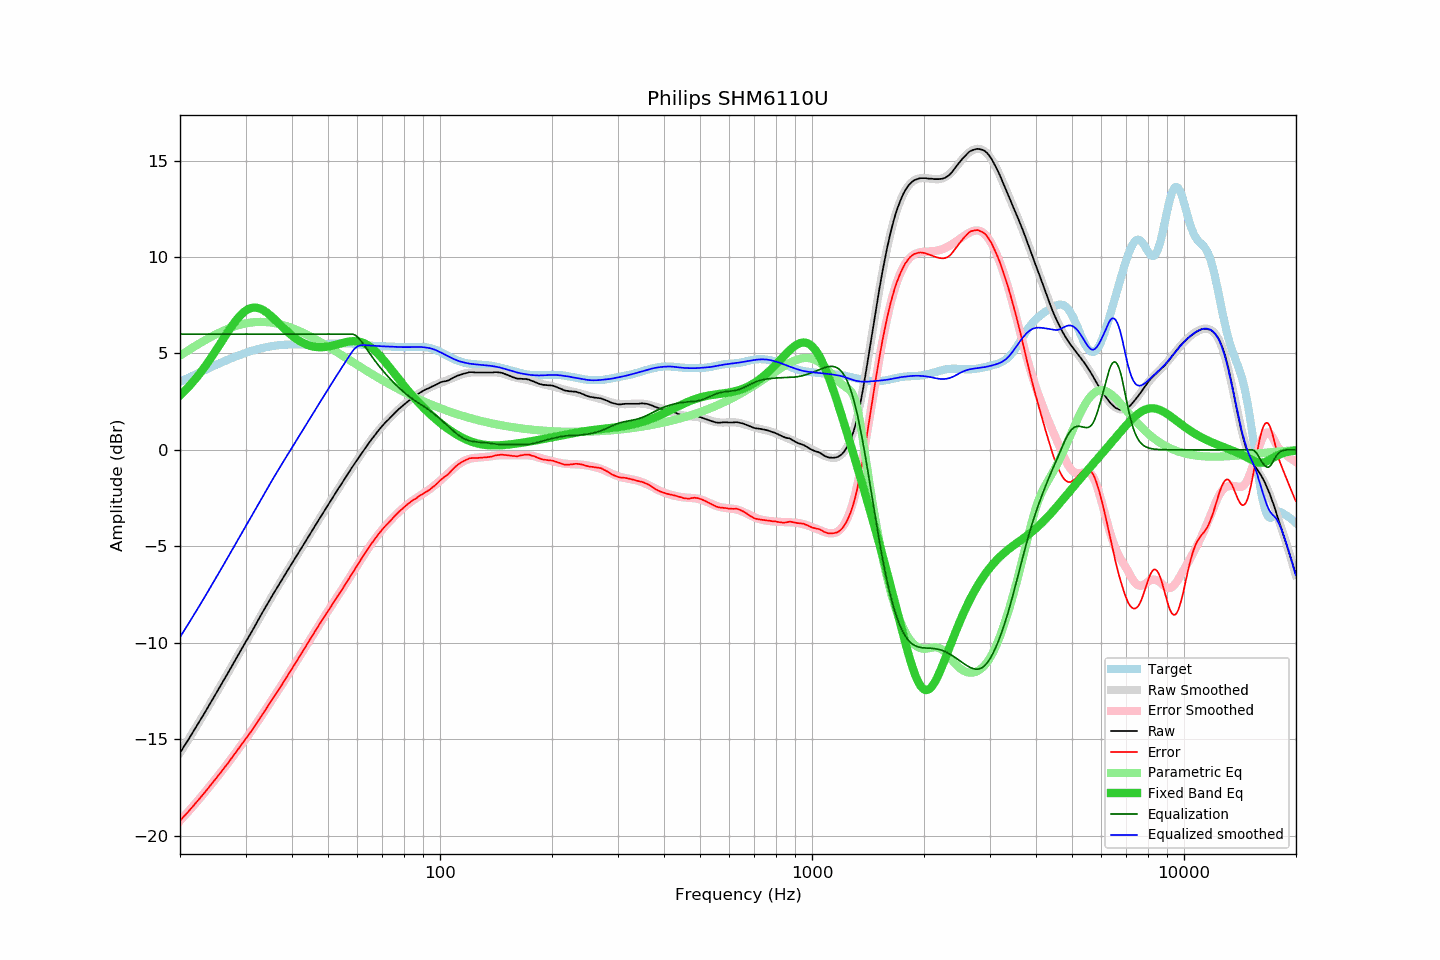 Philips SHM6110U
15
10
5
0
−5
−10
−15
−20
Amplitude (dBr)
100
1000
10000
Frequency (Hz)
Target
Raw Smoothed
Error Smoothed
Raw
Error
Parametric Eq
Fixed Band Eq
Equalization
Equalized smoothed